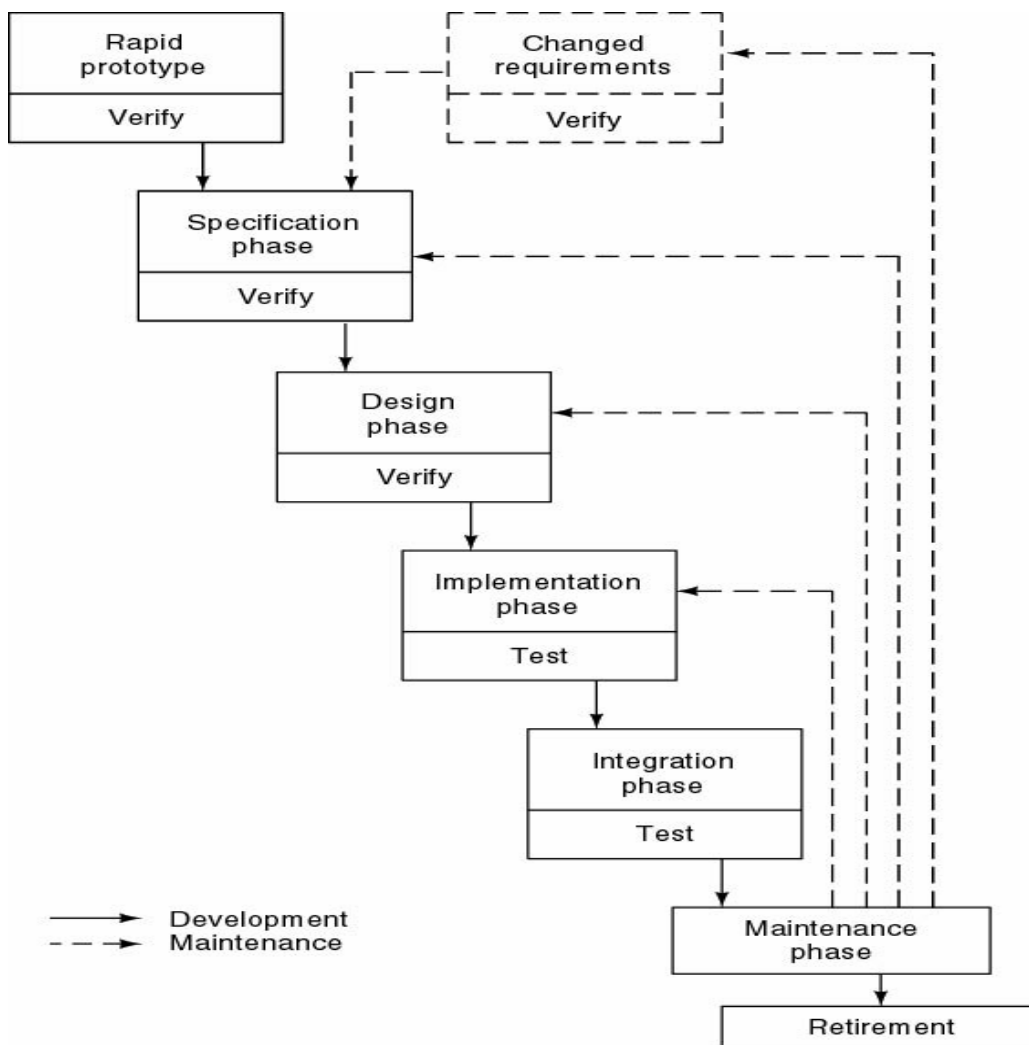 Rapid
prototype
Verify
Changed
requirements
Verify
Specification
phase
Verify
Design
phase
Verify
Implementation
phase
Test
Integration
phase
Test
Development
Maintenance
Maintenance
phase
Retirement